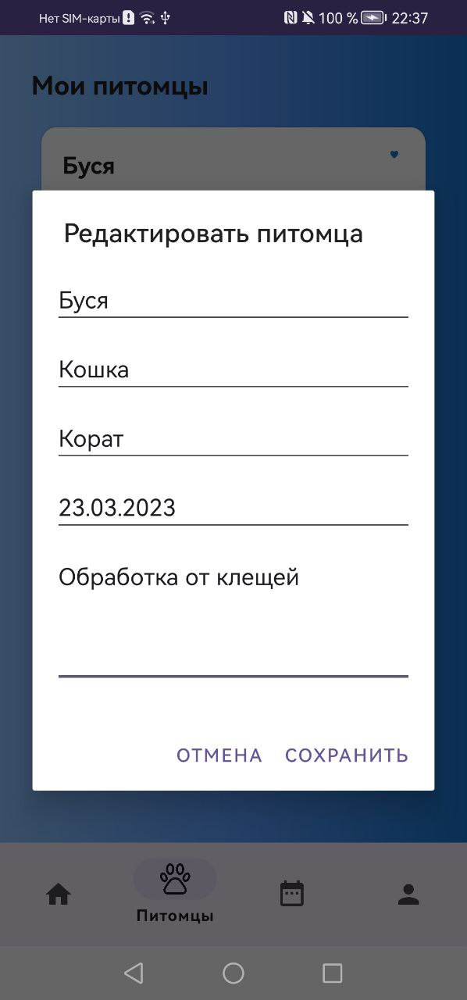 Нет SIM-карты 100 % 22:37
Мои питомцы
Буся
Редактировать питомца
Буся
Кошка
Корат
23.03.2023
Обработка от клещей
ОТМЕНА СОХРАНИТЬ
Питомцы